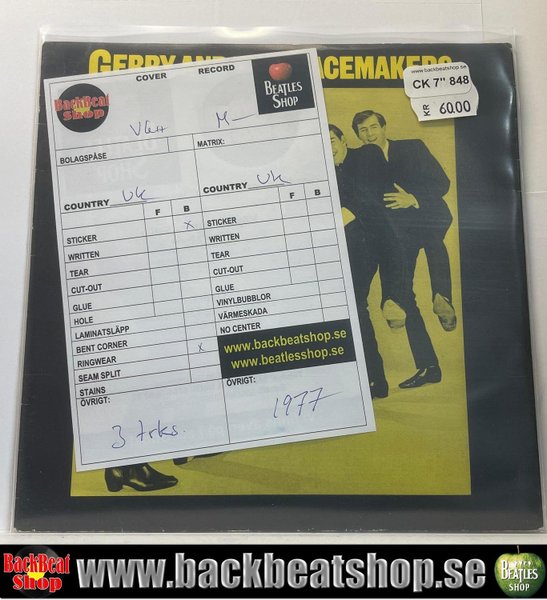 GERRY AN
ACEMAKERS
www.backbeatshop.se
CK 7" 848
KR 60.00
BackBeat
Shop
COVER
RECORD
BEATLES
SHOP
M-
BOLAGSPÅSE
MATRIX:
COUNTRY UK
COUNTRY UK
F B
F B
STICKER x
STICKER
WRITTEN
WRITTEN
TEAR
TEAR
CUT-OUT
CUT-OUT
GLUE
GLUE
HOLE
VINYLBUBBLOR
LAMINATSLÄPP
VÄRMESKADA
BENT CORNER
NO CENTER
RINGWEAR x
SEAM SPLIT
STAINS
www.backbeatshop.se
www.beatlesshop.se
ÖVRIGT:
ÖVRIGT:
3 trks.
1977
BackBeat
Shop
www.backbeatshop.se
BEATLES
SHOP